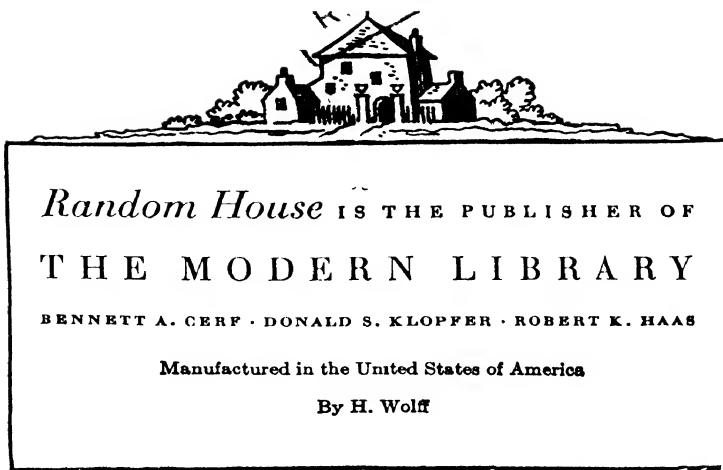 Random House IS THE PUBLISHER OF
THE MODERN LIBRARY
BENNETT A. CERF · DONALD S. KLOPFER · ROBERT K. HAAS
Manufactured in the United States of America
By H. Wolff